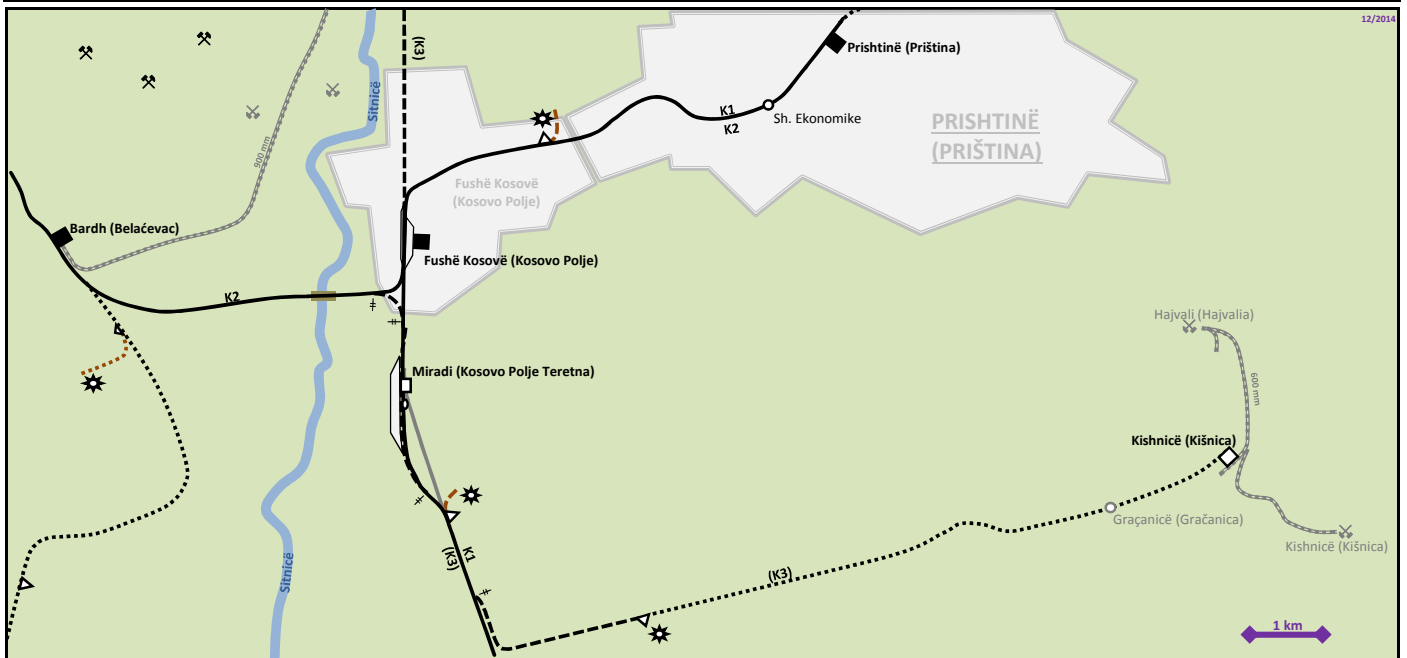 12/2014
(K3)
Prishtinë (Priština)
Sitnicë
K1
K2
Sh. Ekonomike
PRISHTINË
(PRIŠTINA)
900 mm
Fushë Kosovë
(Kosovo Polje)
Bardh (Belaćevac)
Fushë Kosovë (Kosovo Polje)
K2
Hajvali (Hajvalia)
Miradi (Kosovo Polje Teretna)
600 mm
Kishnicë (Kišnica)
Graçanicë (Gračanica)
Kishnicë (Kišnica)
K1
(K3)
Sitnicë
(K3)
1 km